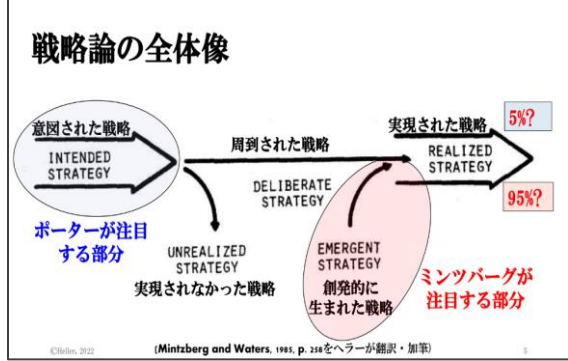 戦略論の全体像
意図された戦略
INTENDED
STRATEGY
ポーターが注目
する部分
周到された戦略
DELIBERATE
STRATEGY
UNREALIZED
STRATEGY
実現されなかった戦略
EMERGENT
STRATEGY
創発的に
生まれた戦略
実現された戦略
REALIZED
STRATEGY
5%?
95%?
ミンツバーグが
注目する部分
©Heller, 2022
(Mintzberg and Waters, 1985, p. 258をヘラーが翻訳・加筆)
5